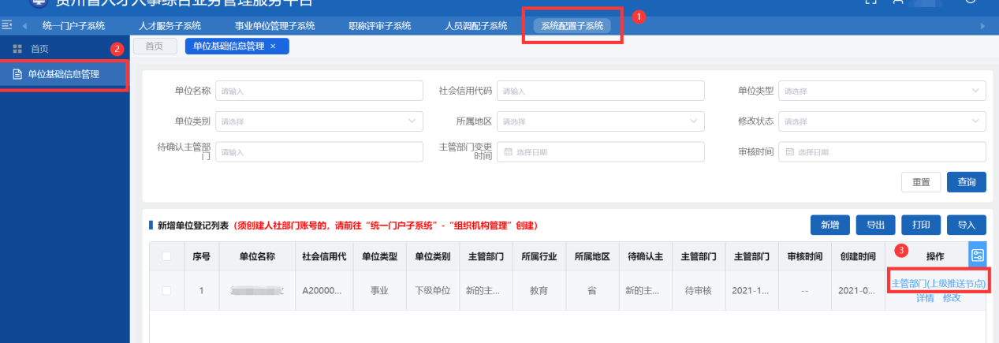 贵州省人才人事综合业务管理服务平台
统一门户子系统 人才服务子系统 事业单位管理子系统 职称评审子系统 人员调配子系统 系统配置子系统 1
首页 2 首页 单位基础信息管理 ×
单位基础信息管理
单位名称 请输入 社会信用代码 请输入 单位类型 请选择
单位类别 请选择 所属地区 请选择 修改状态 请选择
待确认主管部门 请输入 主管部门变更时间 选择日期 审核时间 选择日期
重置 查询
新增单位登记列表（须创建人社部门账号的，请前往“统一门户子系统”-“组织机构管理”创建） 新增 导出 打印 导入
序号 单位名称 社会信用代 单位类型 单位类别 主管部门 所属行业 所属地区 待确认主 主管部门 主管部门 审核时间 创建时间 3 操作
1 A20000... 事业 下级单位 新的主... 教育 省 新的主... 待审核 2021-1... -- 2021-0... 主管部门(上级推送节点)
详情 修改